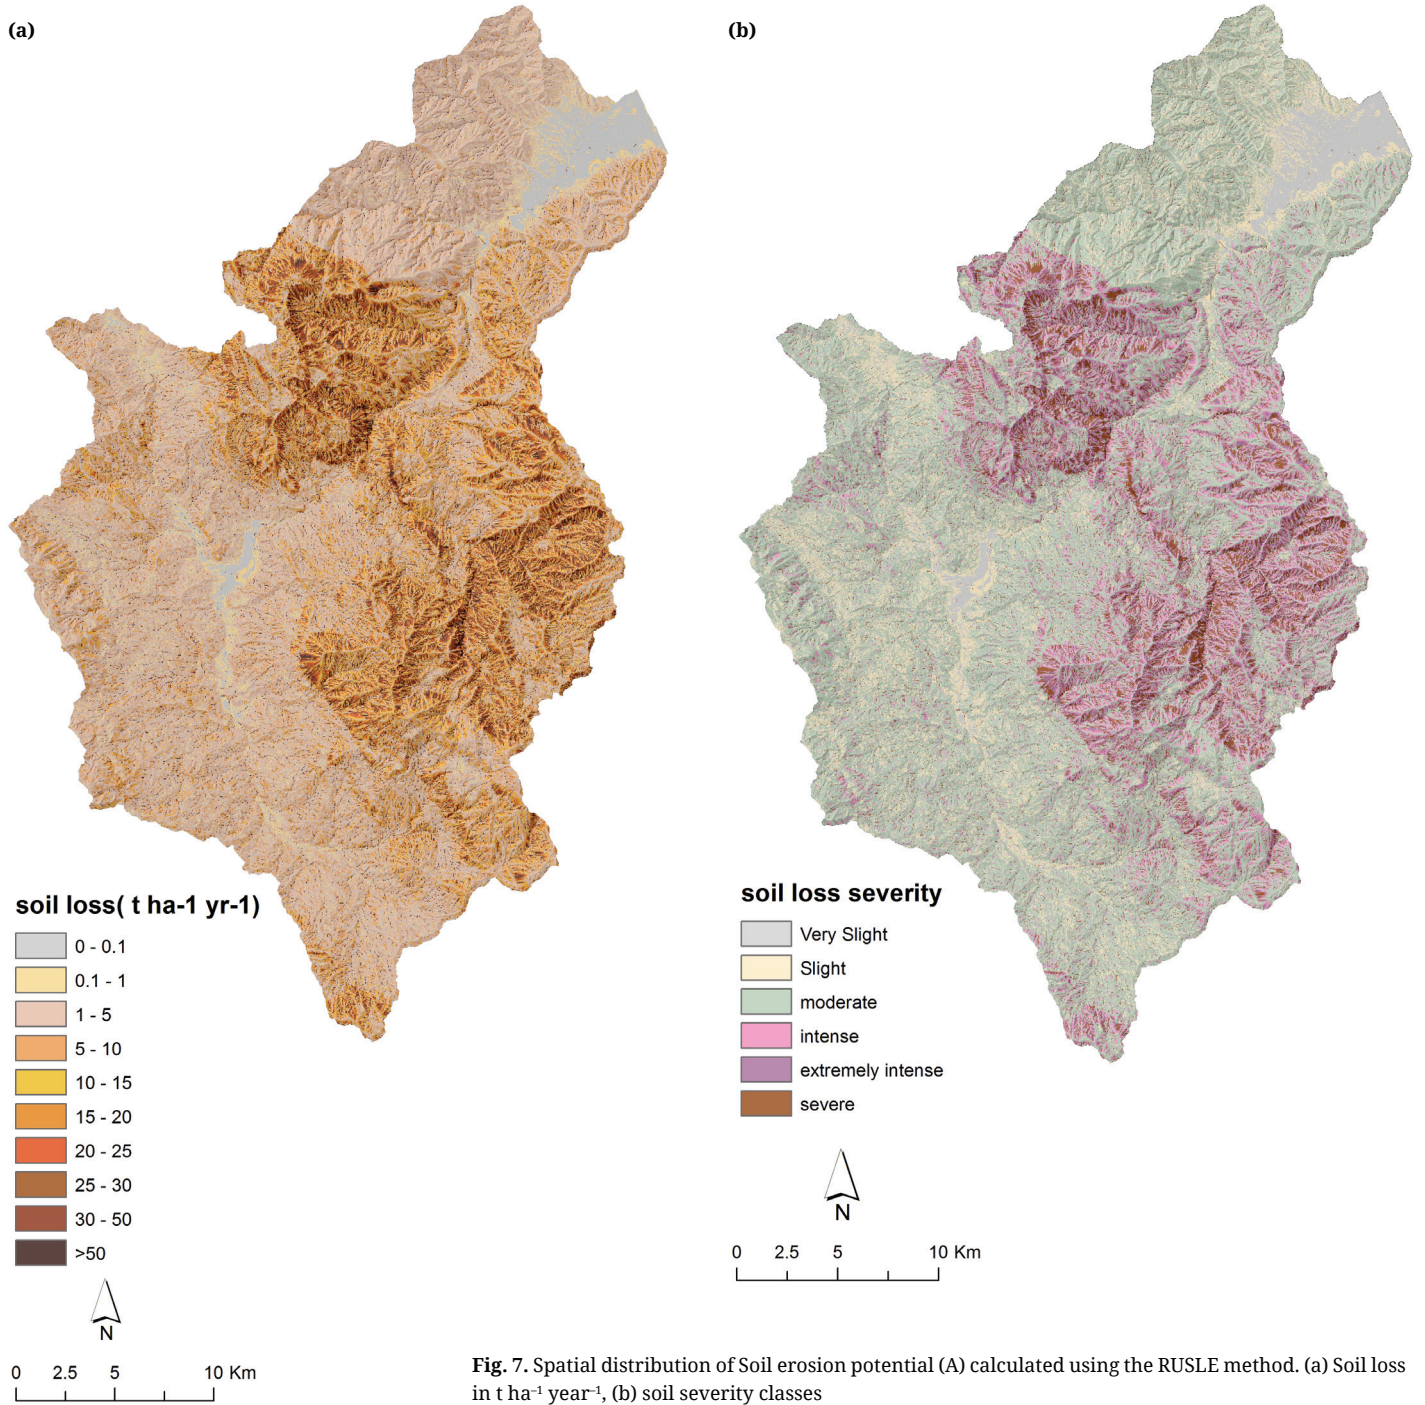 (a)
(b)
soil loss( t ha-1 yr-1)
0 - 0.1
0.1 - 1
1 - 5
5 - 10
10 - 15
15 - 20
20 - 25
25 - 30
30 - 50
>50
N
0 2.5 5 10 Km
soil loss severity
Very Slight
Slight
moderate
intense
extremely intense
severe
N
0 2.5 5 10 Km
Fig. 7. Spatial distribution of Soil erosion potential (A) calculated using the RUSLE method. (a) Soil loss
in t ha⁻¹ year⁻¹, (b) soil severity classes